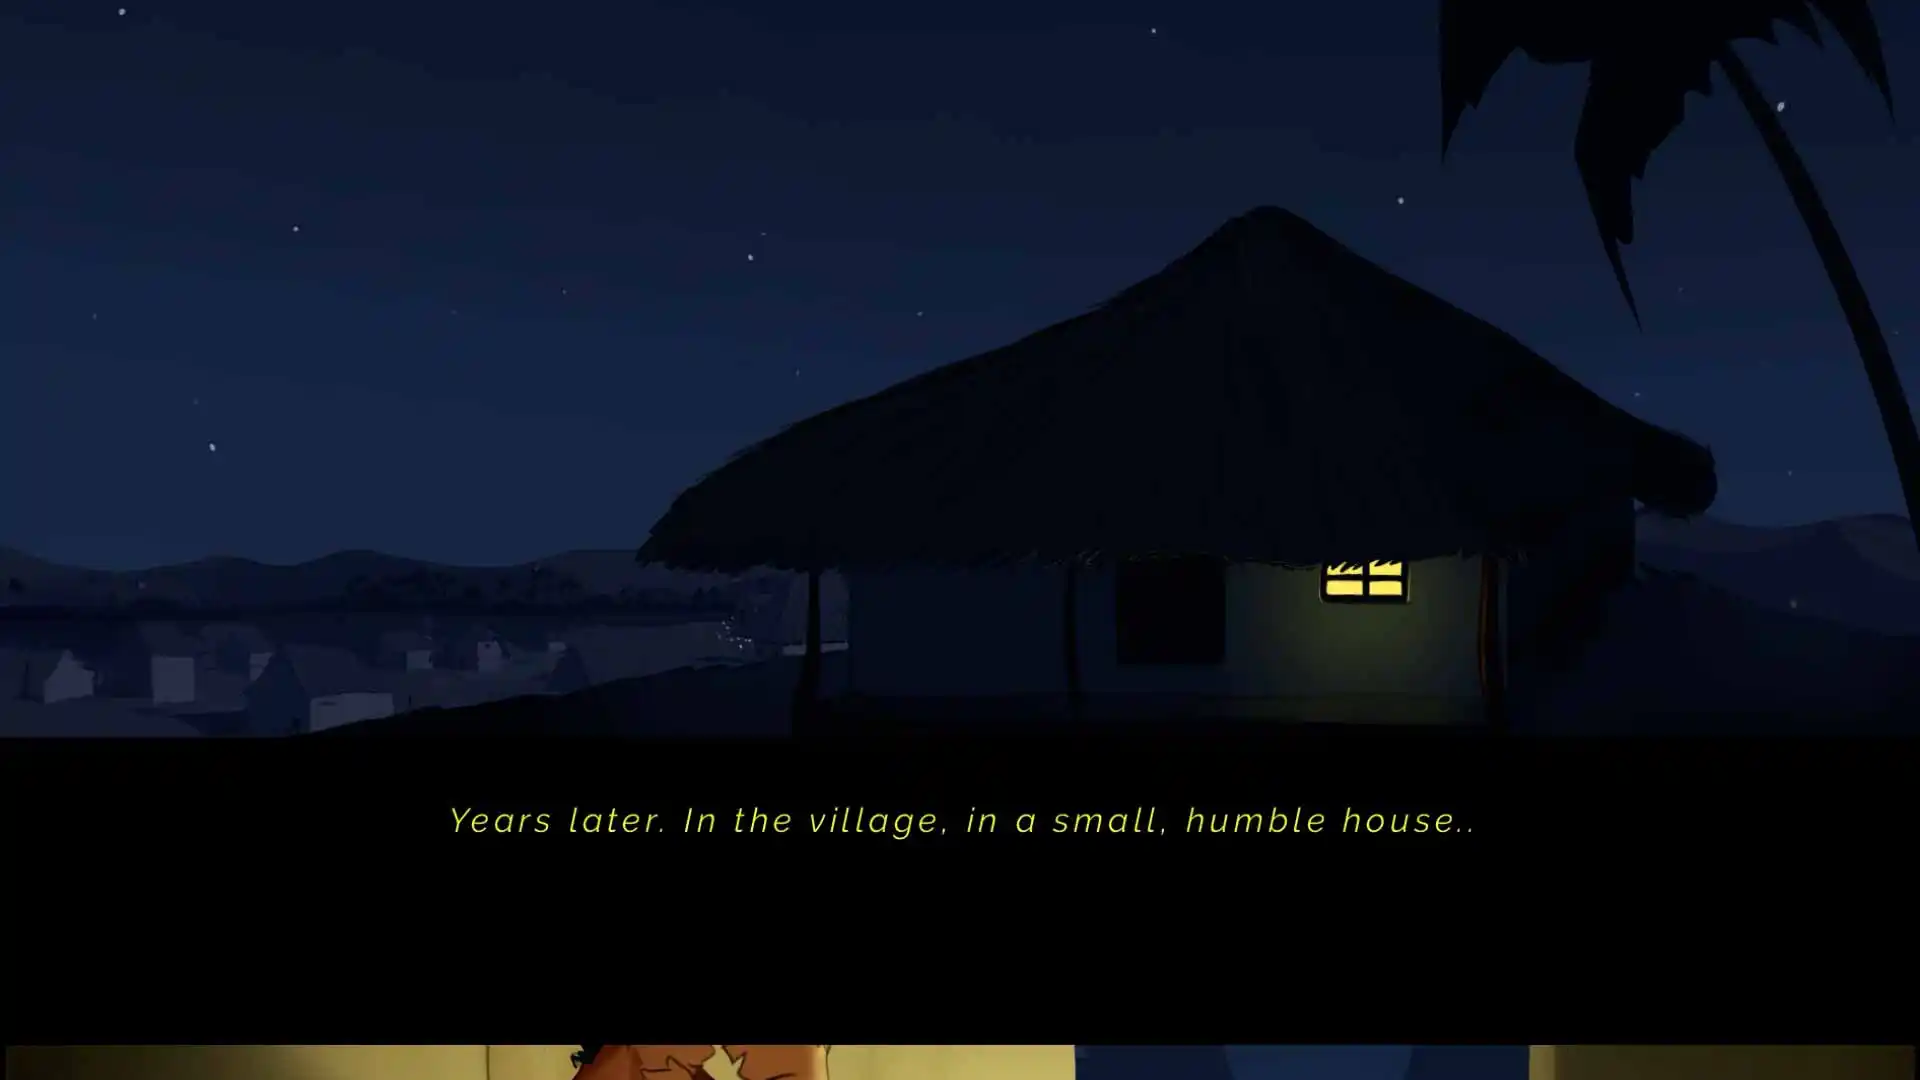 Years later. In the village, in a small, humble house..